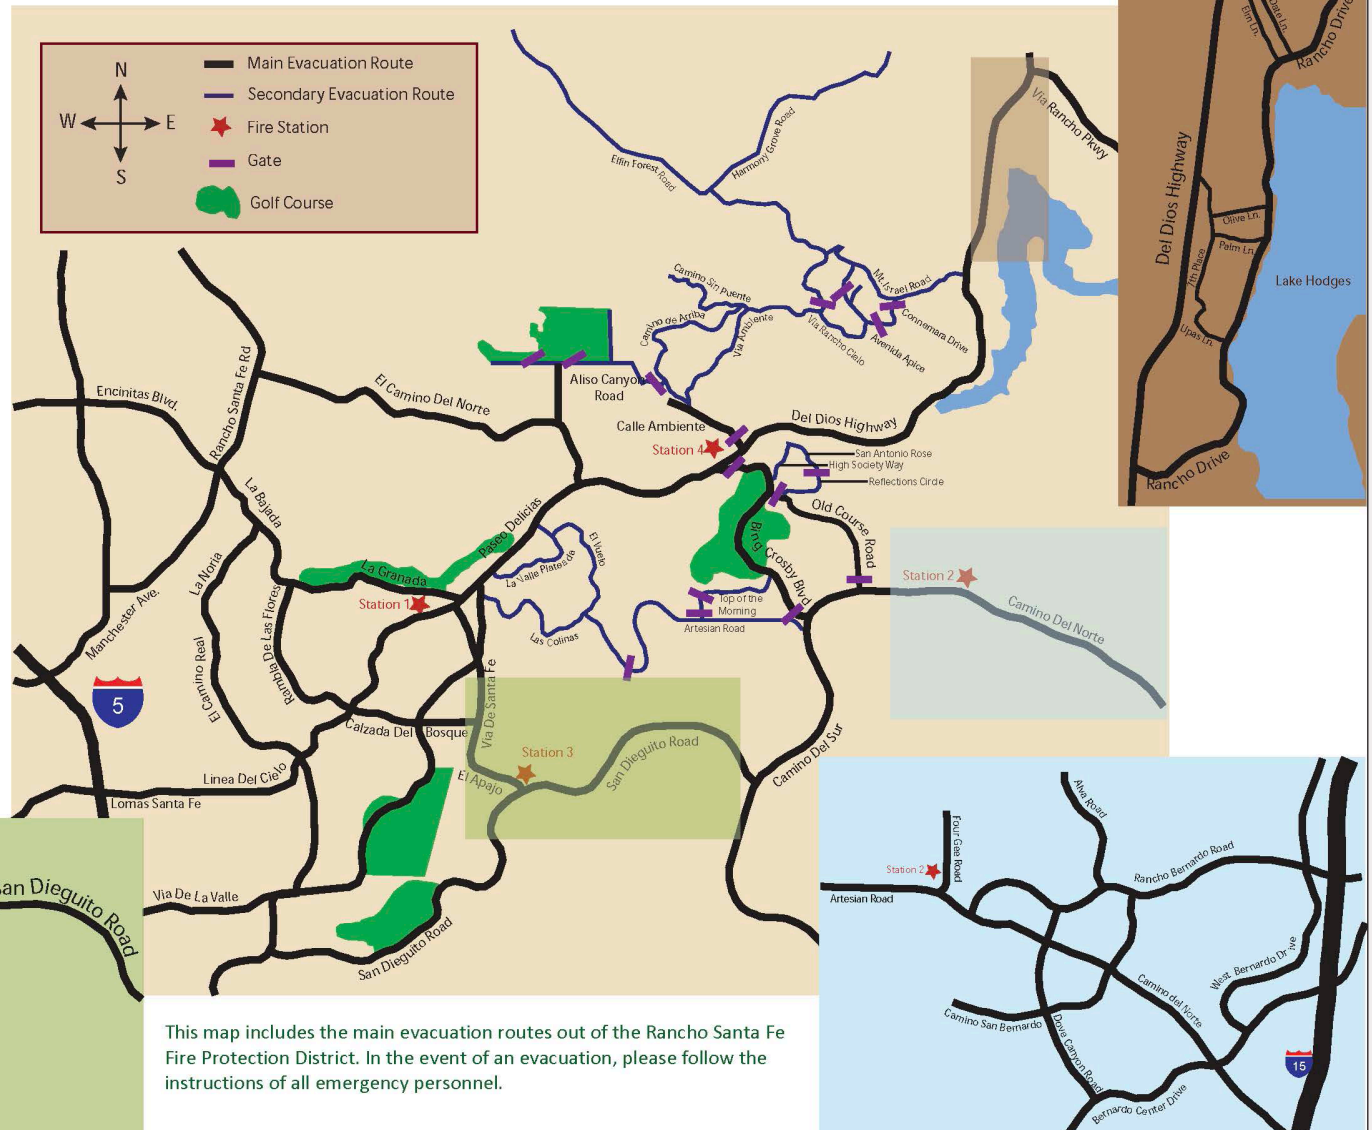 N
W
E
S
Main Evacuation Route
Secondary Evacuation Route
Fire Station
Gate
Golf Course
Elfin Forest Road
Harmony Grove Road
Via Rancho Pkwy
Camino Sin Puente
Mt. Israel Road
Camino de Arriba
Via Ambiente
Via Rancho Cielo
Connemara Drive
Avenida Apice
Encinitas Blvd.
Rancho Santa Fe Rd
El Camino Del Norte
Aliso Canyon
Road
Calle Ambiente
Del Dios Highway
Station 4
San Antonio Rose
High Society Way
Reflections Circle
La Bajada
Paseo Delicias
Old Course Road
Bing Crosby Blvd
El Vuelo
La Valle Plateada
La Granada
La Noria
Station 1
Station 2
Camino Del Norte
Top of the
Morning
Artesian Road
Las Colinas
Manchester Ave.
El Camino Real
Rambla De Las Flores
Via De Santa Fe
5
Calzada Del Bosque
Station 3
El Apajo
San Dieguito Road
Camino Del Sur
Linea Del Cielo
Lomas Santa Fe
Via De La Valle
San Dieguito Road
San Dieguito Road
Elm Ln.
Date Ln.
Rancho Drive
Del Dios Highway
Olive Ln.
Palm Ln.
7th Place
Upas Ln.
Lake Hodges
Rancho Drive
Alva Road
Four Gee Road
Station 2
Artesian Road
Rancho Bernardo Road
West Bernardo Drive
Camino del Norte
Camino San Bernardo
Dove Canyon Road
Bernardo Center Drive
15
This map includes the main evacuation routes out of the Rancho Santa Fe
Fire Protection District. In the event of an evacuation, please follow the
instructions of all emergency personnel.